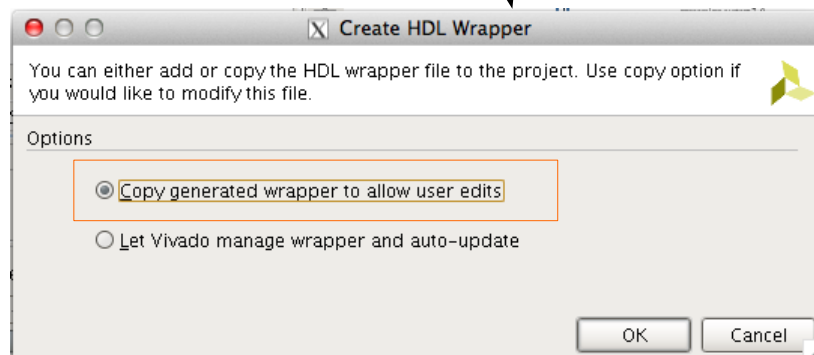 Create HDL Wrapper
You can either add or copy the HDL wrapper file to the project. Use copy option if
you would like to modify this file.
Options
Copy generated wrapper to allow user edits
Let Vivado manage wrapper and auto-update
OK
Cancel